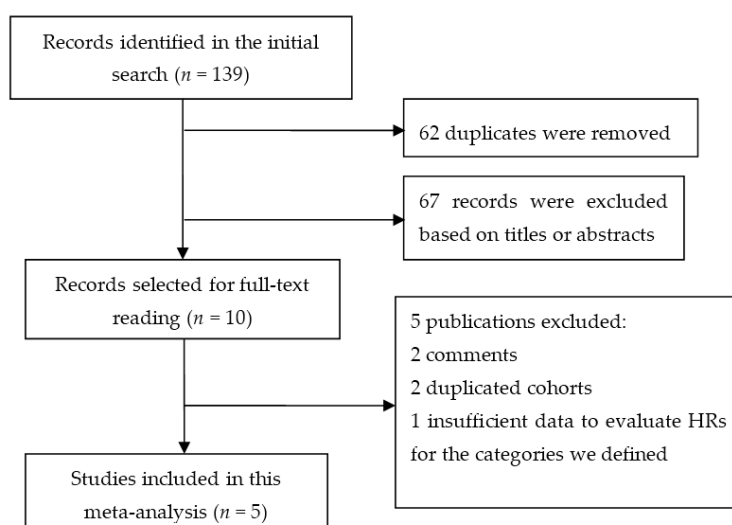 Records identified in the initial
search (n = 139)
62 duplicates were removed
67 records were excluded
based on titles or abstracts
Records selected for full-text
reading (n = 10)
5 publications excluded:
2 comments
2 duplicated cohorts
1 insufficient data to evaluate HRs
for the categories we defined
Studies included in this
meta-analysis (n = 5)